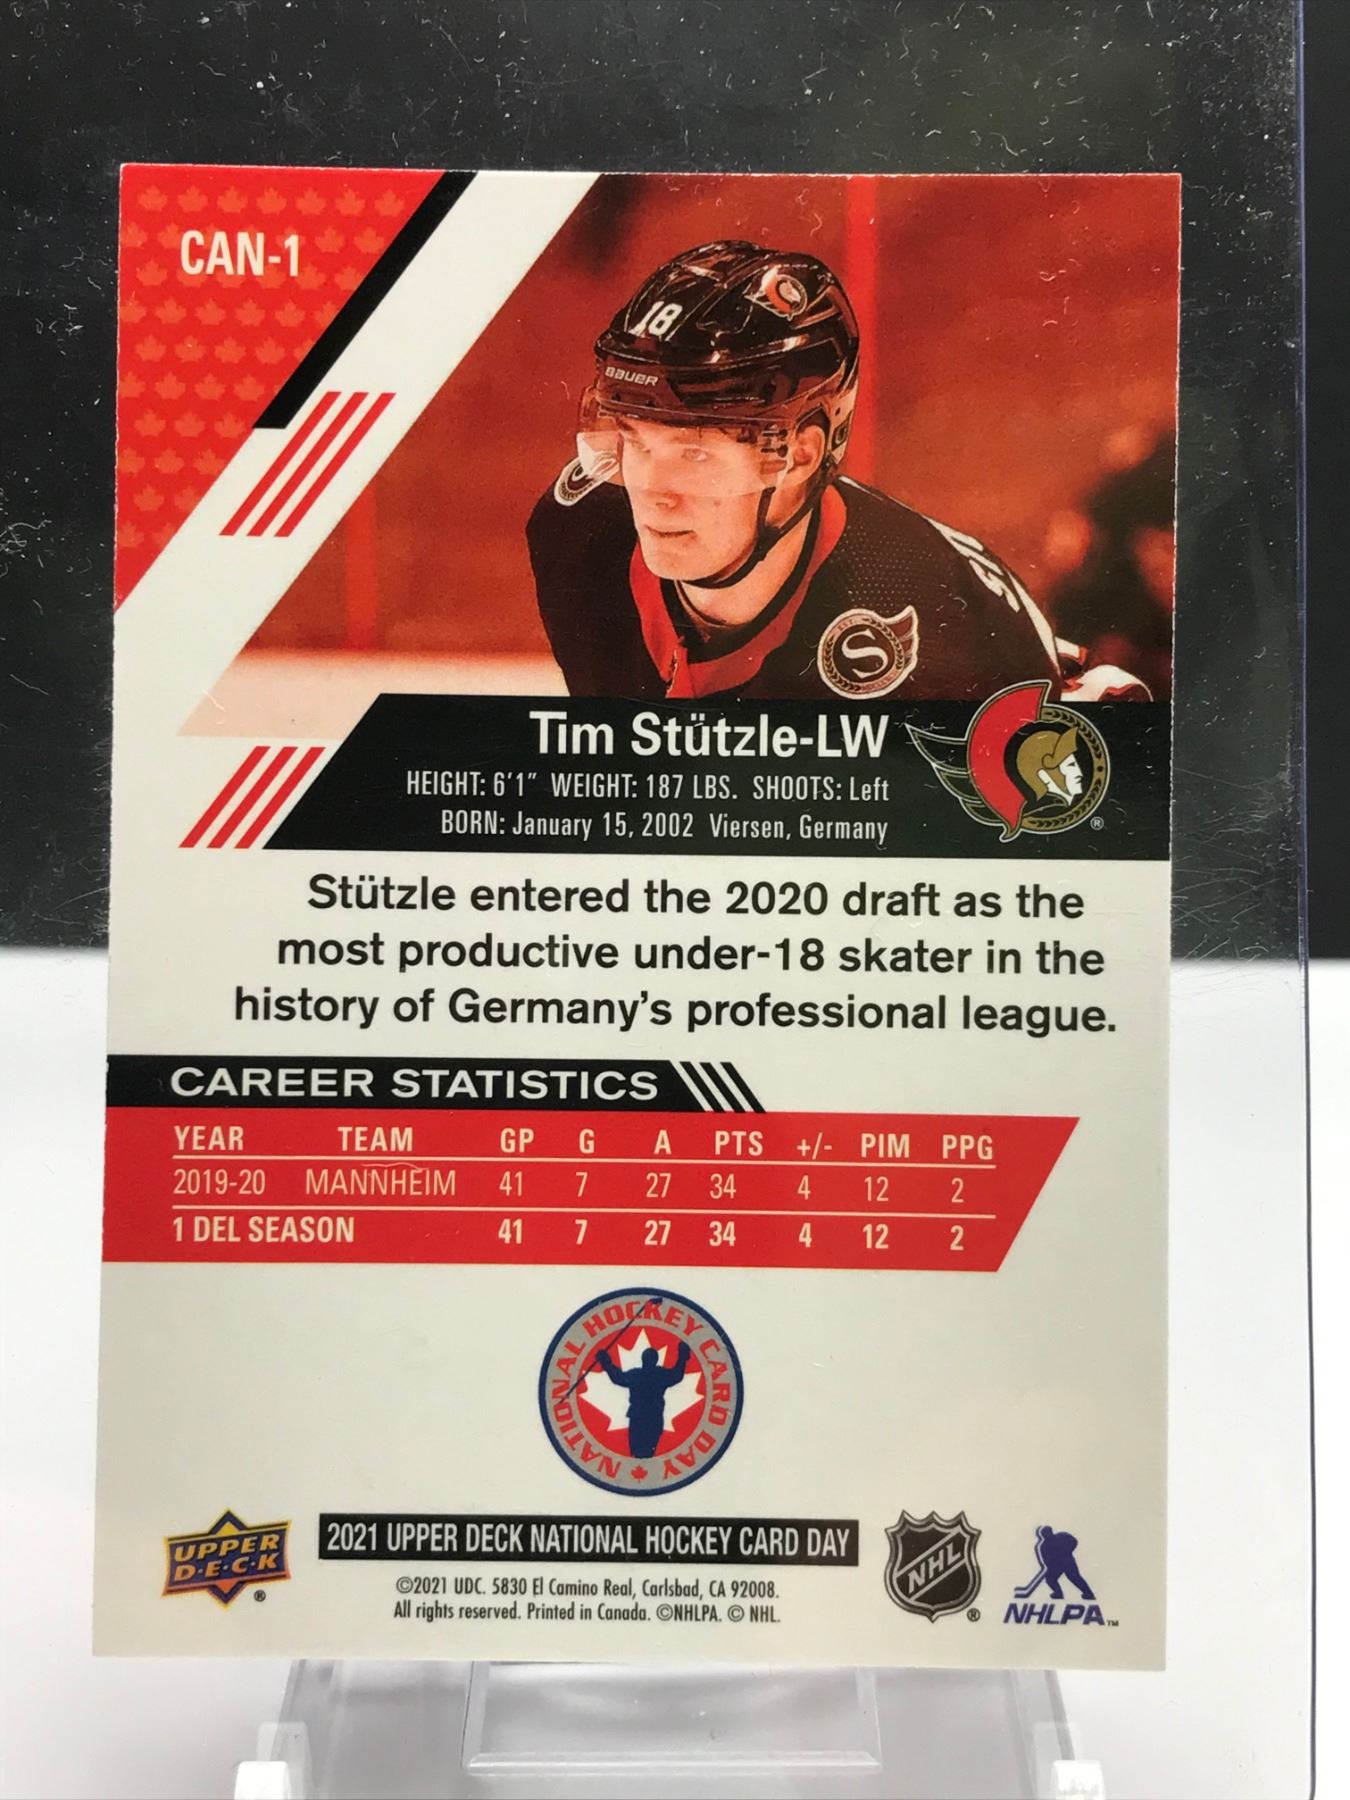 CAN-1
18
BAUER
S
Tim Stützle-LW
HEIGHT: 6'1" WEIGHT: 187 LBS. SHOOTS: Left
BORN: January 15, 2002 Viersen, Germany
Stützle entered the 2020 draft as the
most productive under-18 skater in the
history of Germany's professional league.
CAREER STATISTICS
YEAR TEAM GP G A PTS +/- PIM PPG
2019-20 MANNHEIM 41 7 27 34 4 12 2
1 DEL SEASON 41 7 27 34 4 12 2
NATIONAL HOCKEY CARD DAY
UPPER
D·E·C·K
®
2021 UPPER DECK NATIONAL HOCKEY CARD DAY
©2021 UDC. 5830 El Camino Real, Carlsbad, CA 92008.
All rights reserved. Printed in Canada. ©NHLPA. © NHL.
NHL
®
NHLPA™